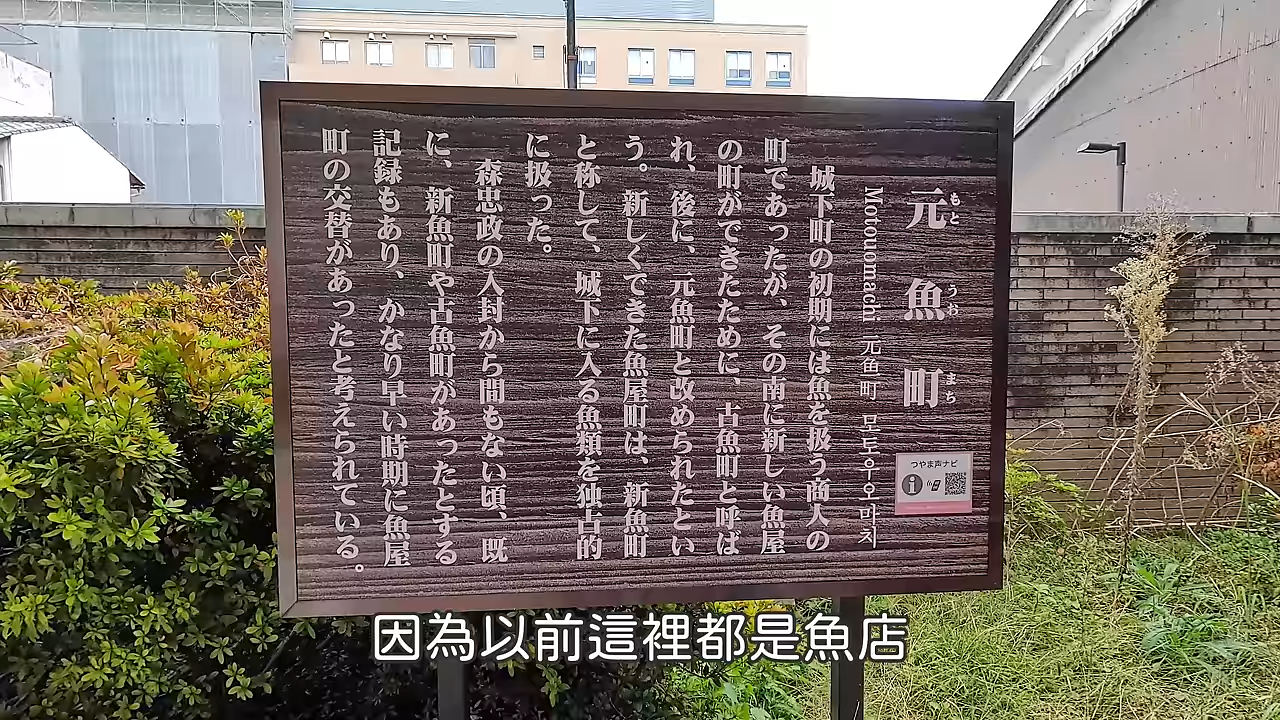 元魚町
もと うお まち
Motouomachi 元鱼町 모토우오마치
城下町の初期には魚を扱う商人の
町であったが、その南に新しい魚屋
の町ができたために、古魚町と呼ば
れ、後に、元魚町と改められたとい
う。新しくできた魚屋町は、新魚町
と称して、城下に入る魚類を独占的
に扱った。
森忠政の入封から間もない頃、既
に、新魚町や古魚町があったとする
記録もあり、かなり早い時期に魚屋
町の交替があったと考えられている。
つやま声ナビ
因為以前這裡都是魚店